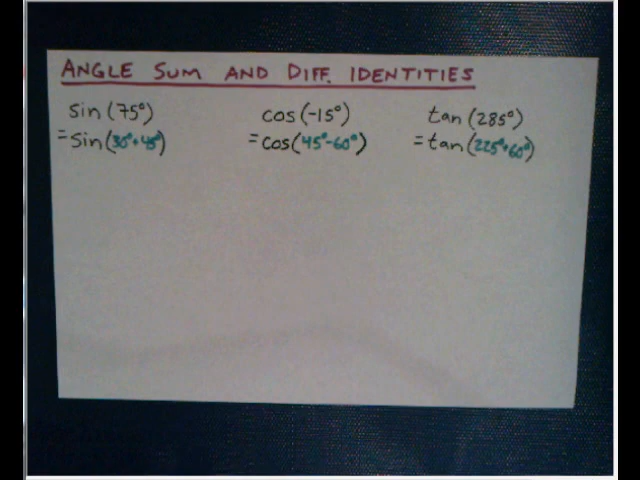 ANGLE SUM AND DIFF. IDENTITIES
sin(75°) cos(-15°) tan(285°)
=sin(30°+45°) =cos(45°-60°) =tan(225°+60°)